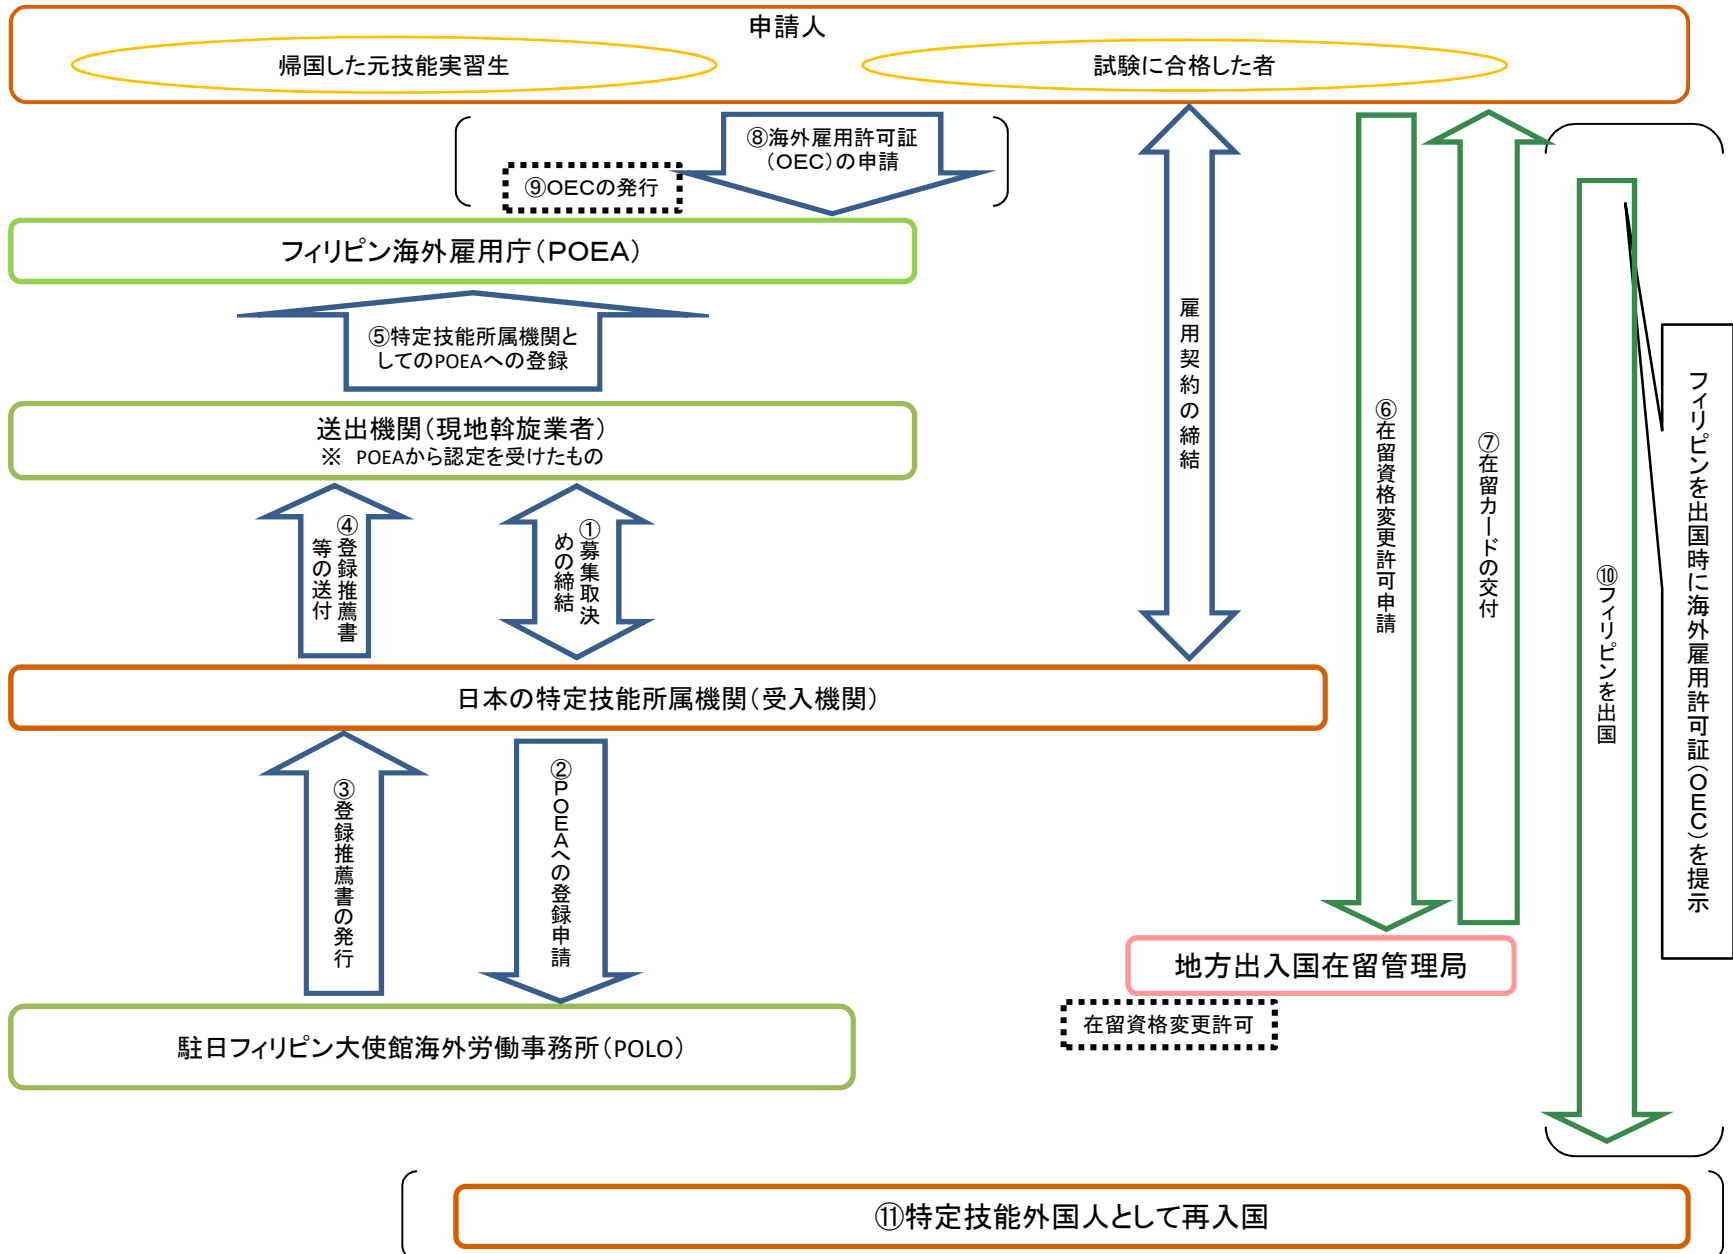 申請人
帰国した元技能実習生
試験に合格した者
⑧海外雇用許可証
（OEC）の申請
⑨OECの発行
フィリピン海外雇用庁（POEA）
⑤特定技能所属機関と
してのPOEAへの登録
送出機関（現地斡旋業者）
※　POEAから認定を受けたもの
④登録推薦書
等の送付
①募集取決
めの締結
雇用契約の締結
⑥在留資格変更許可申請
⑦在留カードの交付
⑩フィリピンを出国
フィリピンを出国時に海外雇用許可証（OEC）を提示
日本の特定技能所属機関（受入機関）
③登録推薦書の発行
②POEAへの登録申請
地方出入国在留管理局
在留資格変更許可
駐日フィリピン大使館海外労働事務所（POLO）
⑪特定技能外国人として再入国